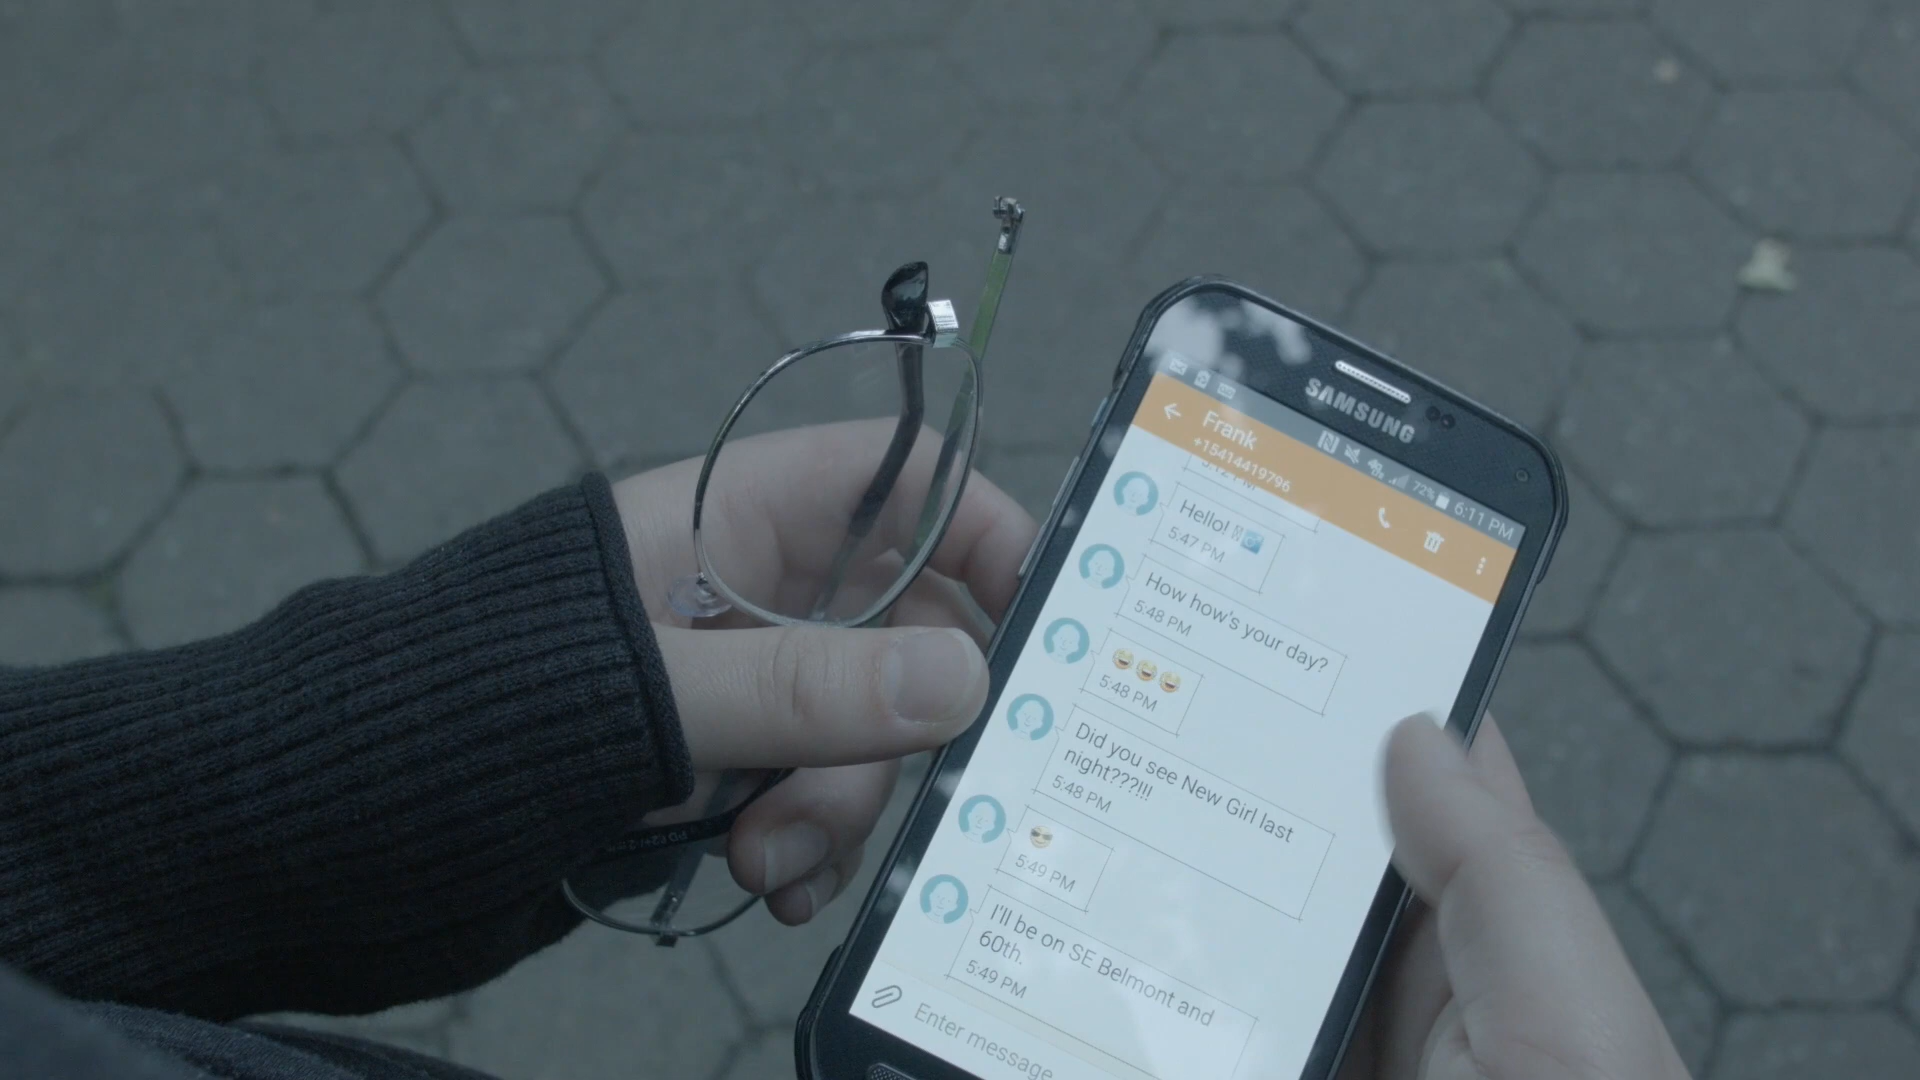 SAMSUNG
72% 6:11 PM
Frank
+15414419796
Hello!
5:47 PM
How how's your day?
5:48 PM
5:48 PM
Did you see New Girl last
night???!!!
5:48 PM
5:49 PM
I'll be on SE Belmont and
60th.
5:49 PM
Enter message